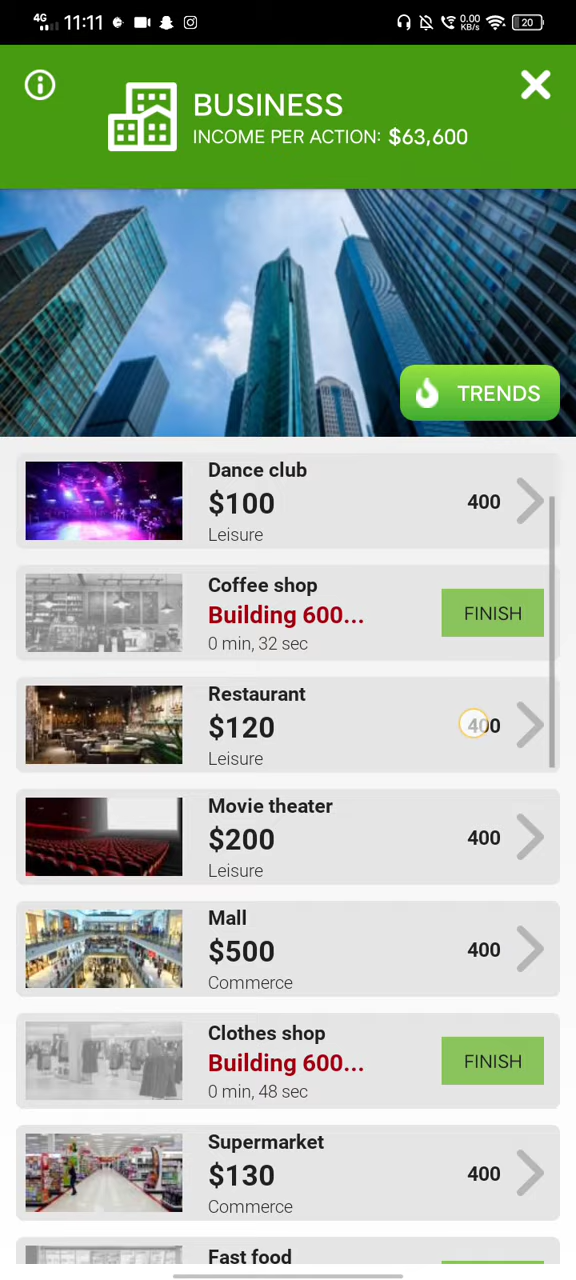 4G 11:11 0.00 KB/s 20
BUSINESS
INCOME PER ACTION: $63,600
TRENDS
Dance club
$100
400
Leisure
Coffee shop
Building 600...
FINISH
0 min, 32 sec
Restaurant
$120
400
Leisure
Movie theater
$200
400
Leisure
Mall
$500
400
Commerce
Clothes shop
Building 600...
FINISH
0 min, 48 sec
Supermarket
$130
400
Commerce
Fast food